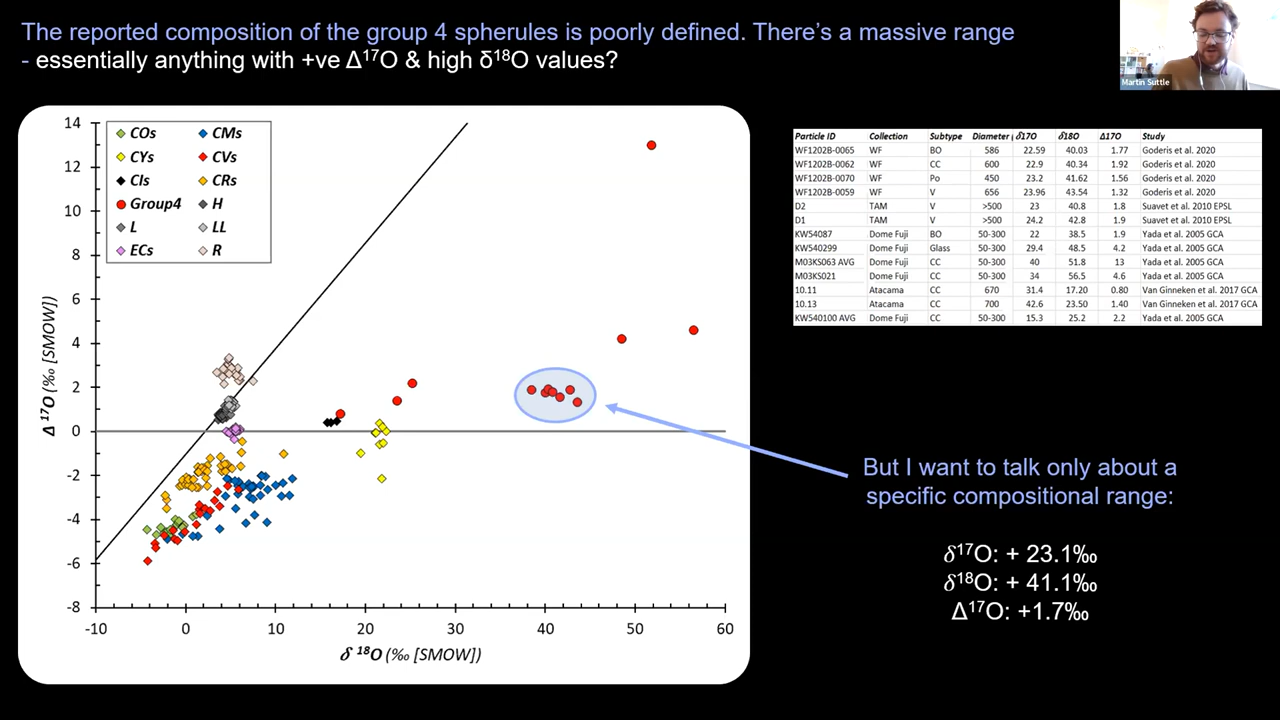 The reported composition of the group 4 spherules is poorly defined. There's a massive range
- essentially anything with +ve Δ¹⁷O & high δ¹⁸O values?
Martin Suttle
COs CMs
CYs CVs
CIs CRs
Group4 H
L LL
ECs R
14
12
10
8
6
4
2
0
-2
-4
-6
-8
Δ ¹⁷O (‰ [SMOW])
-10 0 10 20 30 40 50 60
δ ¹⁸O (‰ [SMOW])
Particle ID Collection Subtype Diameter δ17O δ18O Δ17O Study
WF1202B-0065 WF BO 586 22.59 40.03 1.77 Goderis et al. 2020
WF1202B-0062 WF CC 600 22.9 40.34 1.92 Goderis et al. 2020
WF1202B-0070 WF Po 450 23.2 41.62 1.56 Goderis et al. 2020
WF1202B-0059 WF V 656 23.96 43.54 1.32 Goderis et al. 2020
D2 TAM V >500 23 40.8 1.8 Suavet et al. 2010 EPSL
D1 TAM V >500 24.2 42.8 1.9 Suavet et al. 2010 EPSL
KW54087 Dome Fuji BO 50-300 22 38.5 1.9 Yada et al. 2005 GCA
KW540299 Dome Fuji Glass 50-300 29.4 48.5 4.2 Yada et al. 2005 GCA
M03KS063 AVG Dome Fuji CC 50-300 40 51.8 13 Yada et al. 2005 GCA
M03KS021 Dome Fuji CC 50-300 34 56.5 4.6 Yada et al. 2005 GCA
10.11 Atacama CC 670 31.4 17.20 0.80 Van Ginneken et al. 2017 GCA
10.13 Atacama CC 700 42.6 23.50 1.40 Van Ginneken et al. 2017 GCA
KW540100 AVG Dome Fuji CC 50-300 15.3 25.2 2.2 Yada et al. 2005 GCA
But I want to talk only about a
specific compositional range:
δ¹⁷O: + 23.1‰
δ¹⁸O: + 41.1‰
Δ¹⁷O: +1.7‰